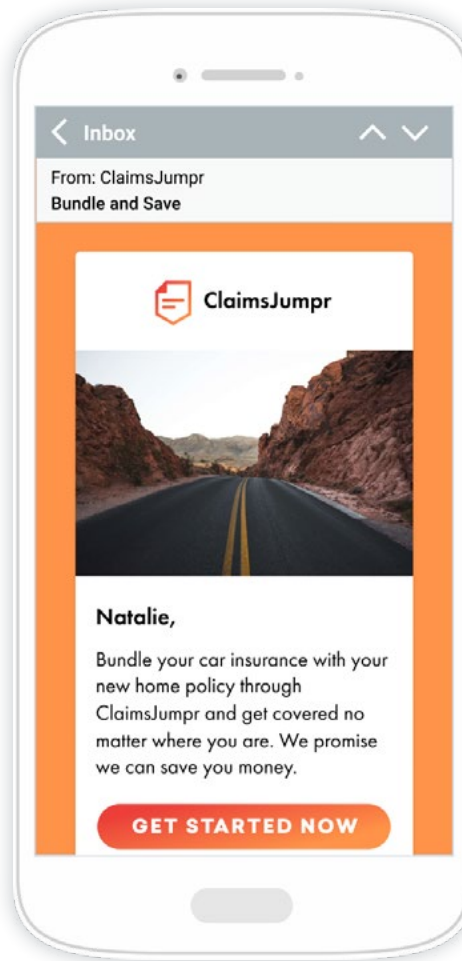 Inbox
From: ClaimsJumpr
Bundle and Save
ClaimsJumpr
Natalie,
Bundle your car insurance with your
new home policy through
ClaimsJumpr and get covered no
matter where you are. We promise
we can save you money.
GET STARTED NOW